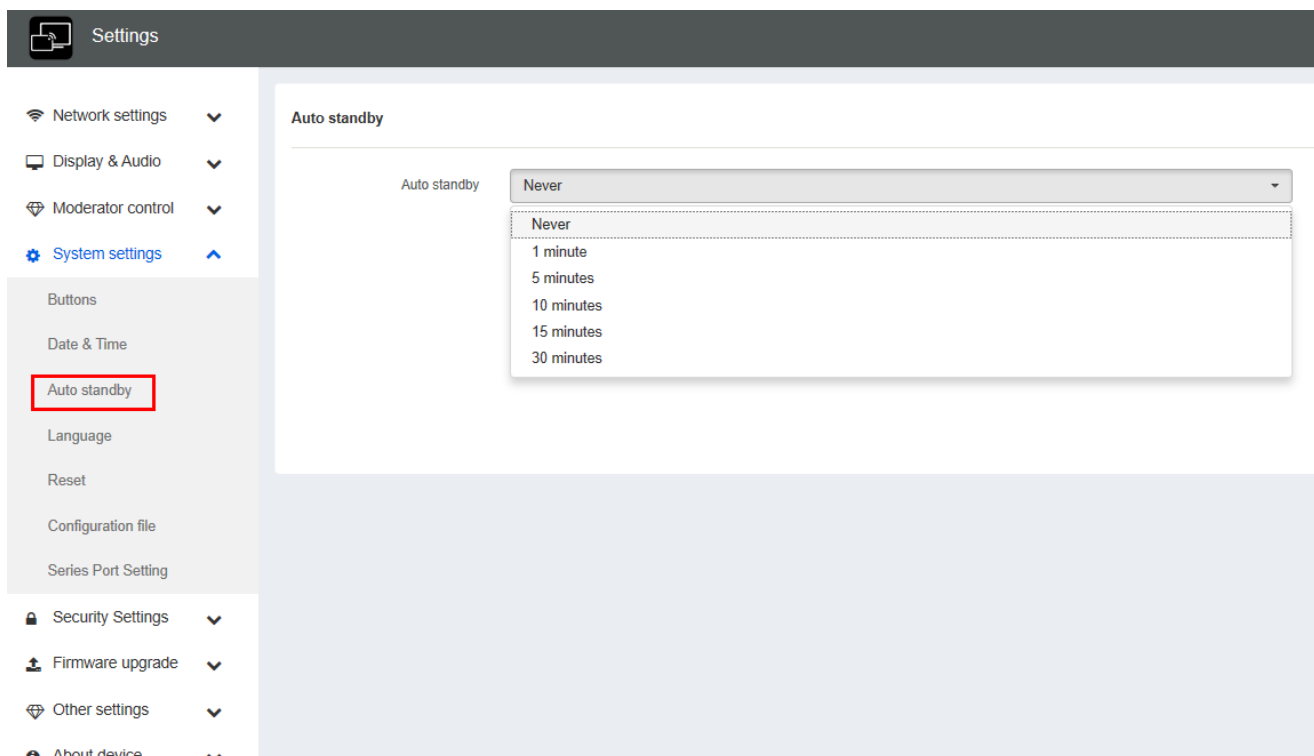 Settings
Network settings
Display & Audio
Moderator control
System settings
Buttons
Date & Time
Auto standby
Language
Reset
Configuration file
Series Port Setting
Security Settings
Firmware upgrade
Other settings
About device
Auto standby
Auto standby
Never
Never
1 minute
5 minutes
10 minutes
15 minutes
30 minutes